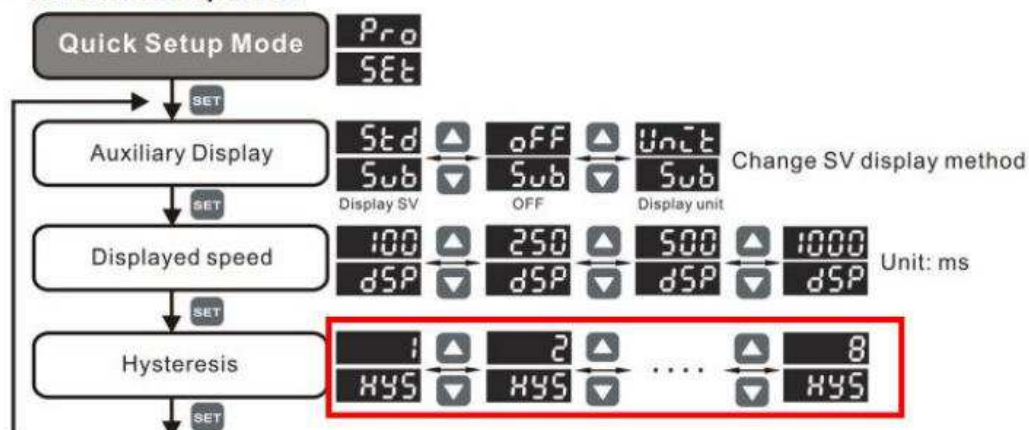 Quick Setup Mode Pro
SEt
SET
Auxiliary Display Std oFF Unit Change SV display method
Sub Sub Sub
Display SV OFF Display unit
SET
Displayed speed 100 250 500 1000 Unit: ms
dSP dSP dSP dSP
SET
Hysteresis 1 2 .... 8
HYS HYS HYS
SET